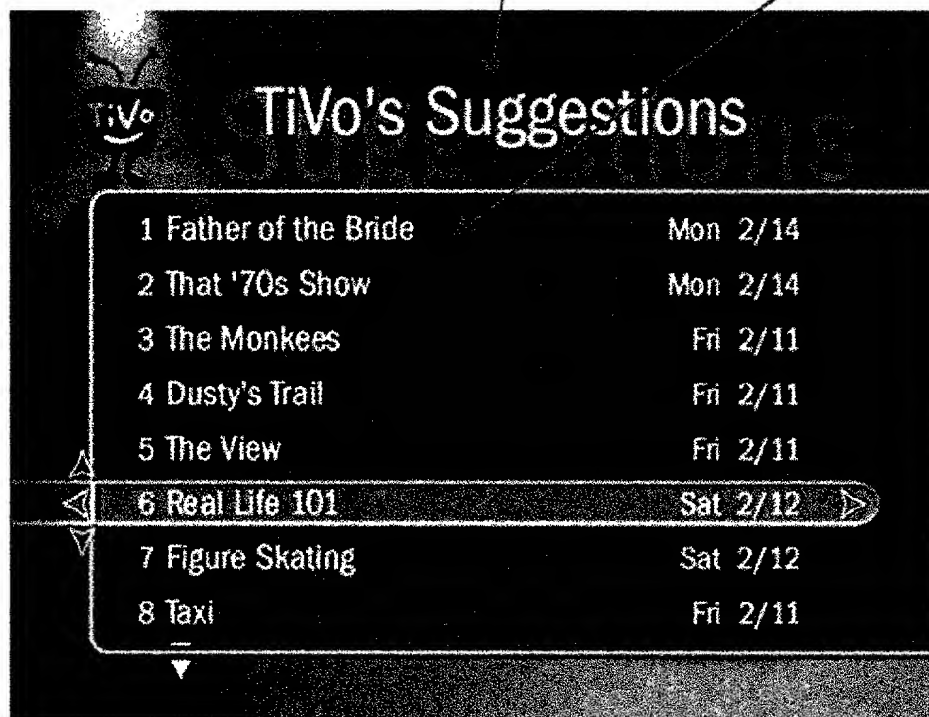 TiVo
TiVo's Suggestions
Suggestions
1 Father of the Bride Mon 2/14
2 That '70s Show Mon 2/14
3 The Monkees Fri 2/11
4 Dusty's Trail Fri 2/11
5 The View Fri 2/11
6 Real Life 101 Sat 2/12
7 Figure Skating Sat 2/12
8 Taxi Fri 2/11